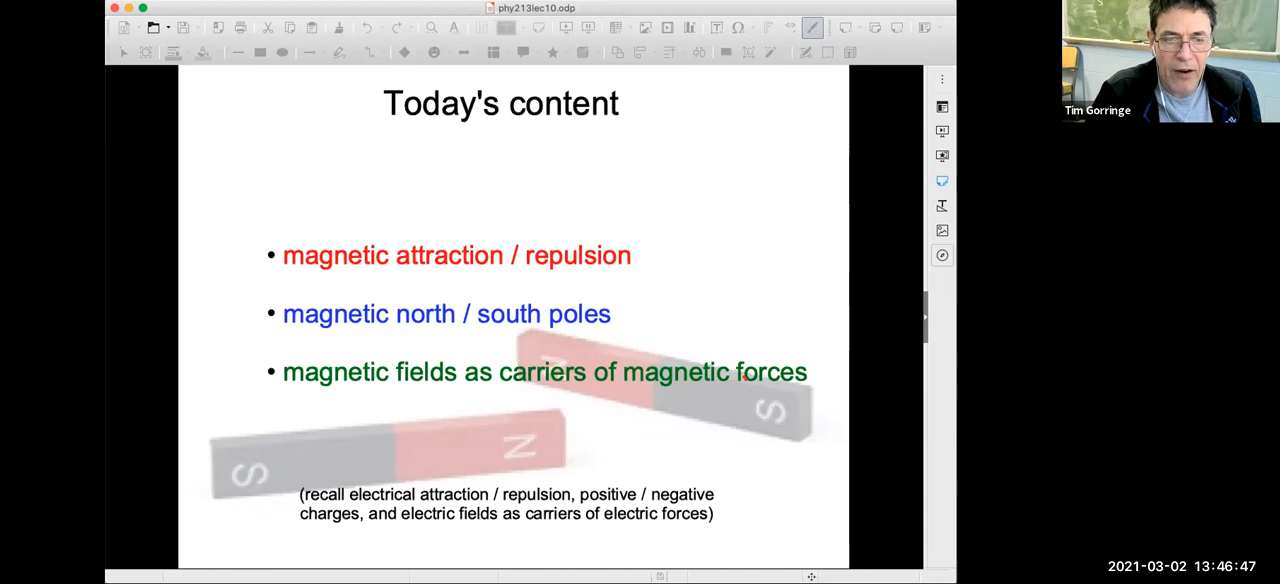 phy213lec10.odp
Today's content
• magnetic attraction / repulsion
• magnetic north / south poles
• magnetic fields as carriers of magnetic forces
N
S
S
N
(recall electrical attraction / repulsion, positive / negative
charges, and electric fields as carriers of electric forces)
Tim Gorringe
2021-03-02 13:46:47